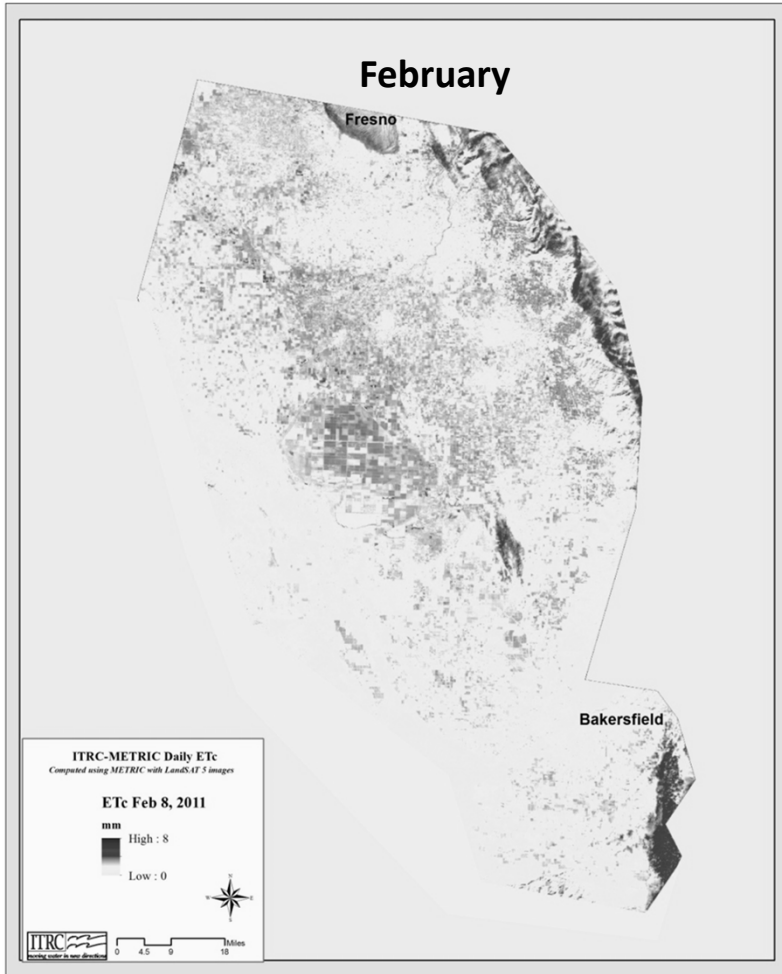 February
Fresno
Bakersfield
ITRC-METRIC Daily ETc
Computed using METRIC with LandSAT 5 images
ETc Feb 8, 2011
mm
High : 8
Low : 0
N
W
E
S
ITRC
moving water in new directions
Miles
0 4.5 9 18